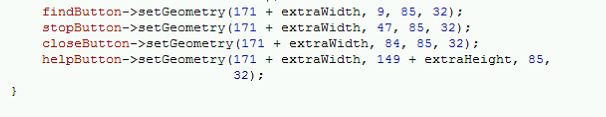 findButton->setGeometry(171 + extraWidth, 9, 85, 32);
stopButton->setGeometry(171 + extraWidth, 47, 85, 32);
closeButton->setGeometry(171 + extraWidth, 84, 85, 32);
helpButton->setGeometry(171 + extraWidth, 149 + extraHeight, 85,
32);
}